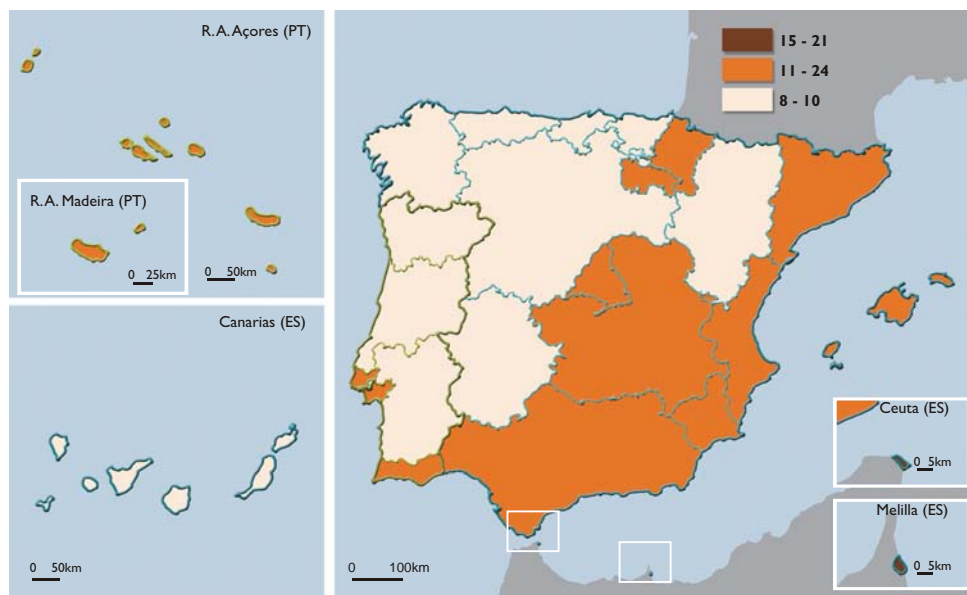 R.A. Açores (PT)
R.A. Madeira (PT)
0 25km
0 50km
Canarias (ES)
0 50km
15 - 21
11 - 24
8 - 10
Ceuta (ES)
0 5km
Melilla (ES)
0 5km
0 100km